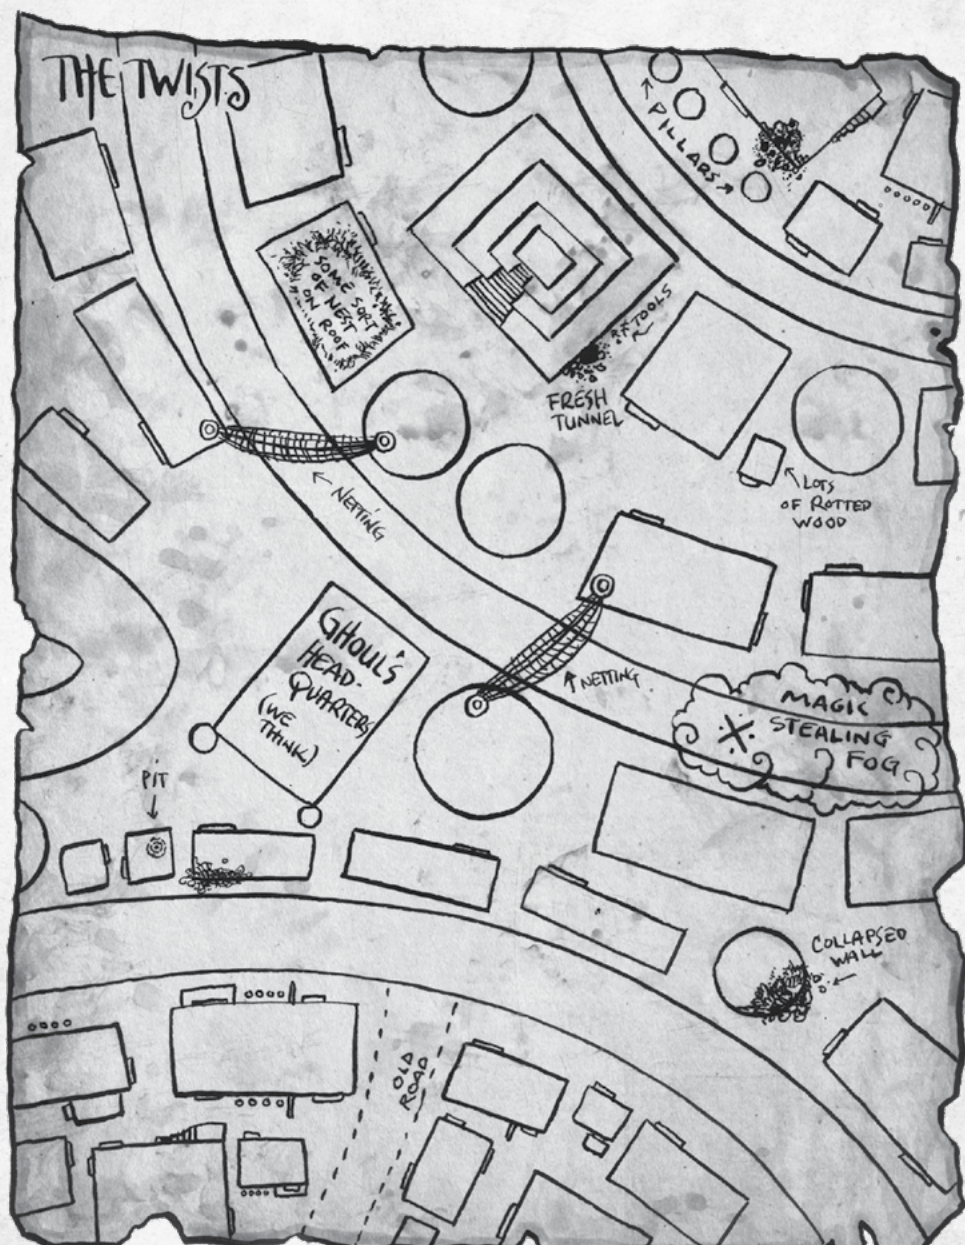 THE TWISTS
PILLARS
SOME SORT
OF NEST
ON ROOF
TOOLS
FRESH
TUNNEL
LOTS
OF ROTTED
WOOD
NETTING
GHOUL'S
HEAD-
QUARTERS
(WE
THINK)
NETTING
MAGIC
STEALING
FOG
PIT
COLLAPSED
WALL
OLD
ROAD